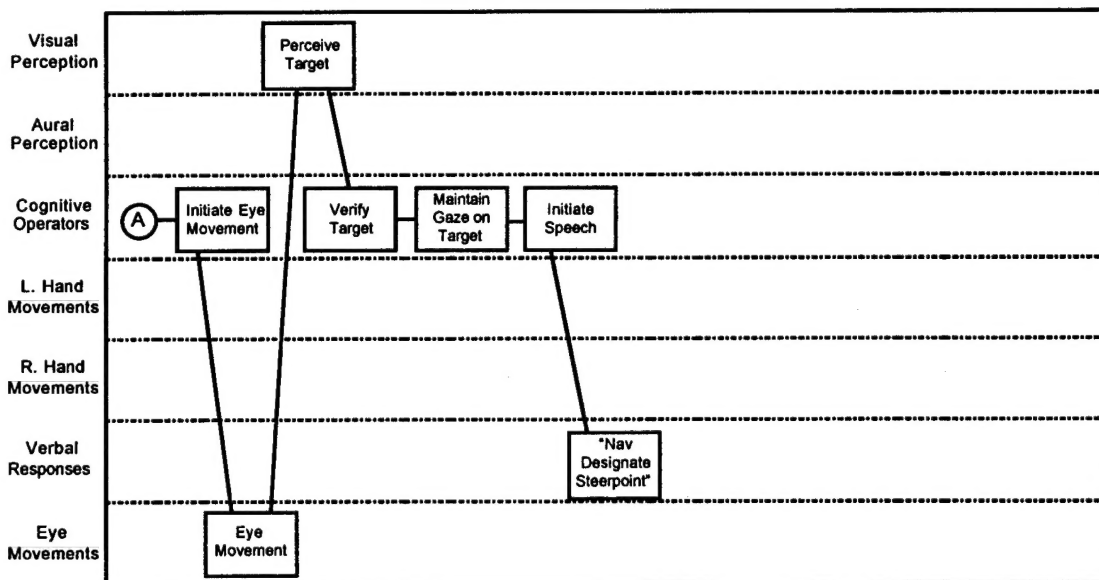 Visual
Perception
Perceive
Target
Aural
Perception
Cognitive
Operators
A
Initiate Eye
Movement
Verify
Target
Maintain
Gaze on
Target
Initiate
Speech
L. Hand
Movements
R. Hand
Movements
Verbal
Responses
"Nav
Designate
Steerpoint"
Eye
Movements
Eye
Movement